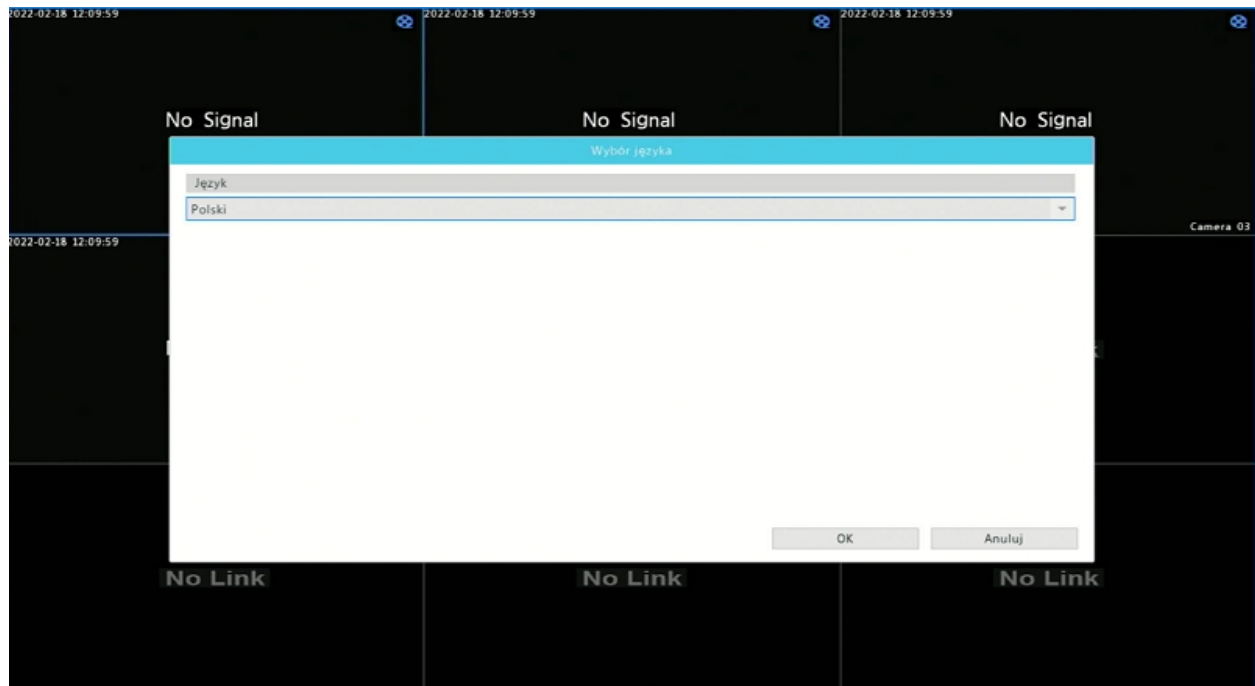 2022-02-18 12:09:59
2022-02-18 12:09:59
2022-02-18 12:09:59
No Signal
No Signal
No Signal
Wybór języka
Język
Polski
Camera 03
2022-02-18 12:09:59
OK
Anuluj
No Link
No Link
No Link